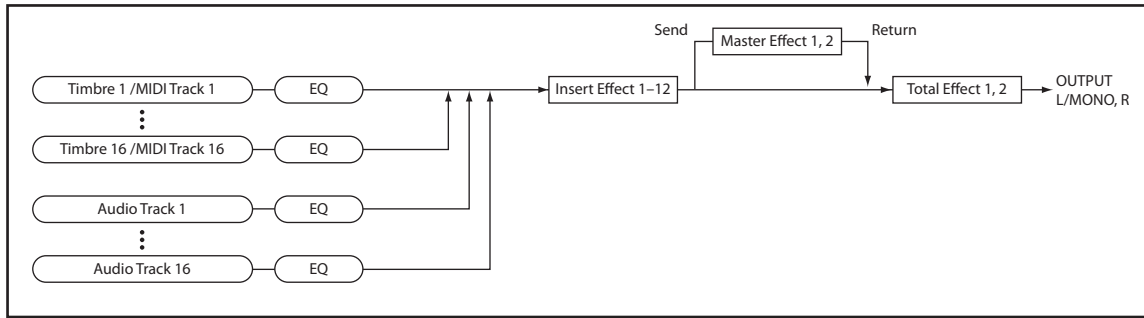 Send
Return
Master Effect 1, 2
Timbre 1 /MIDI Track 1
EQ
Insert Effect 1–12
Total Effect 1, 2
OUTPUT
L/MONO, R
Timbre 16 /MIDI Track 16
EQ
Audio Track 1
EQ
Audio Track 16
EQ